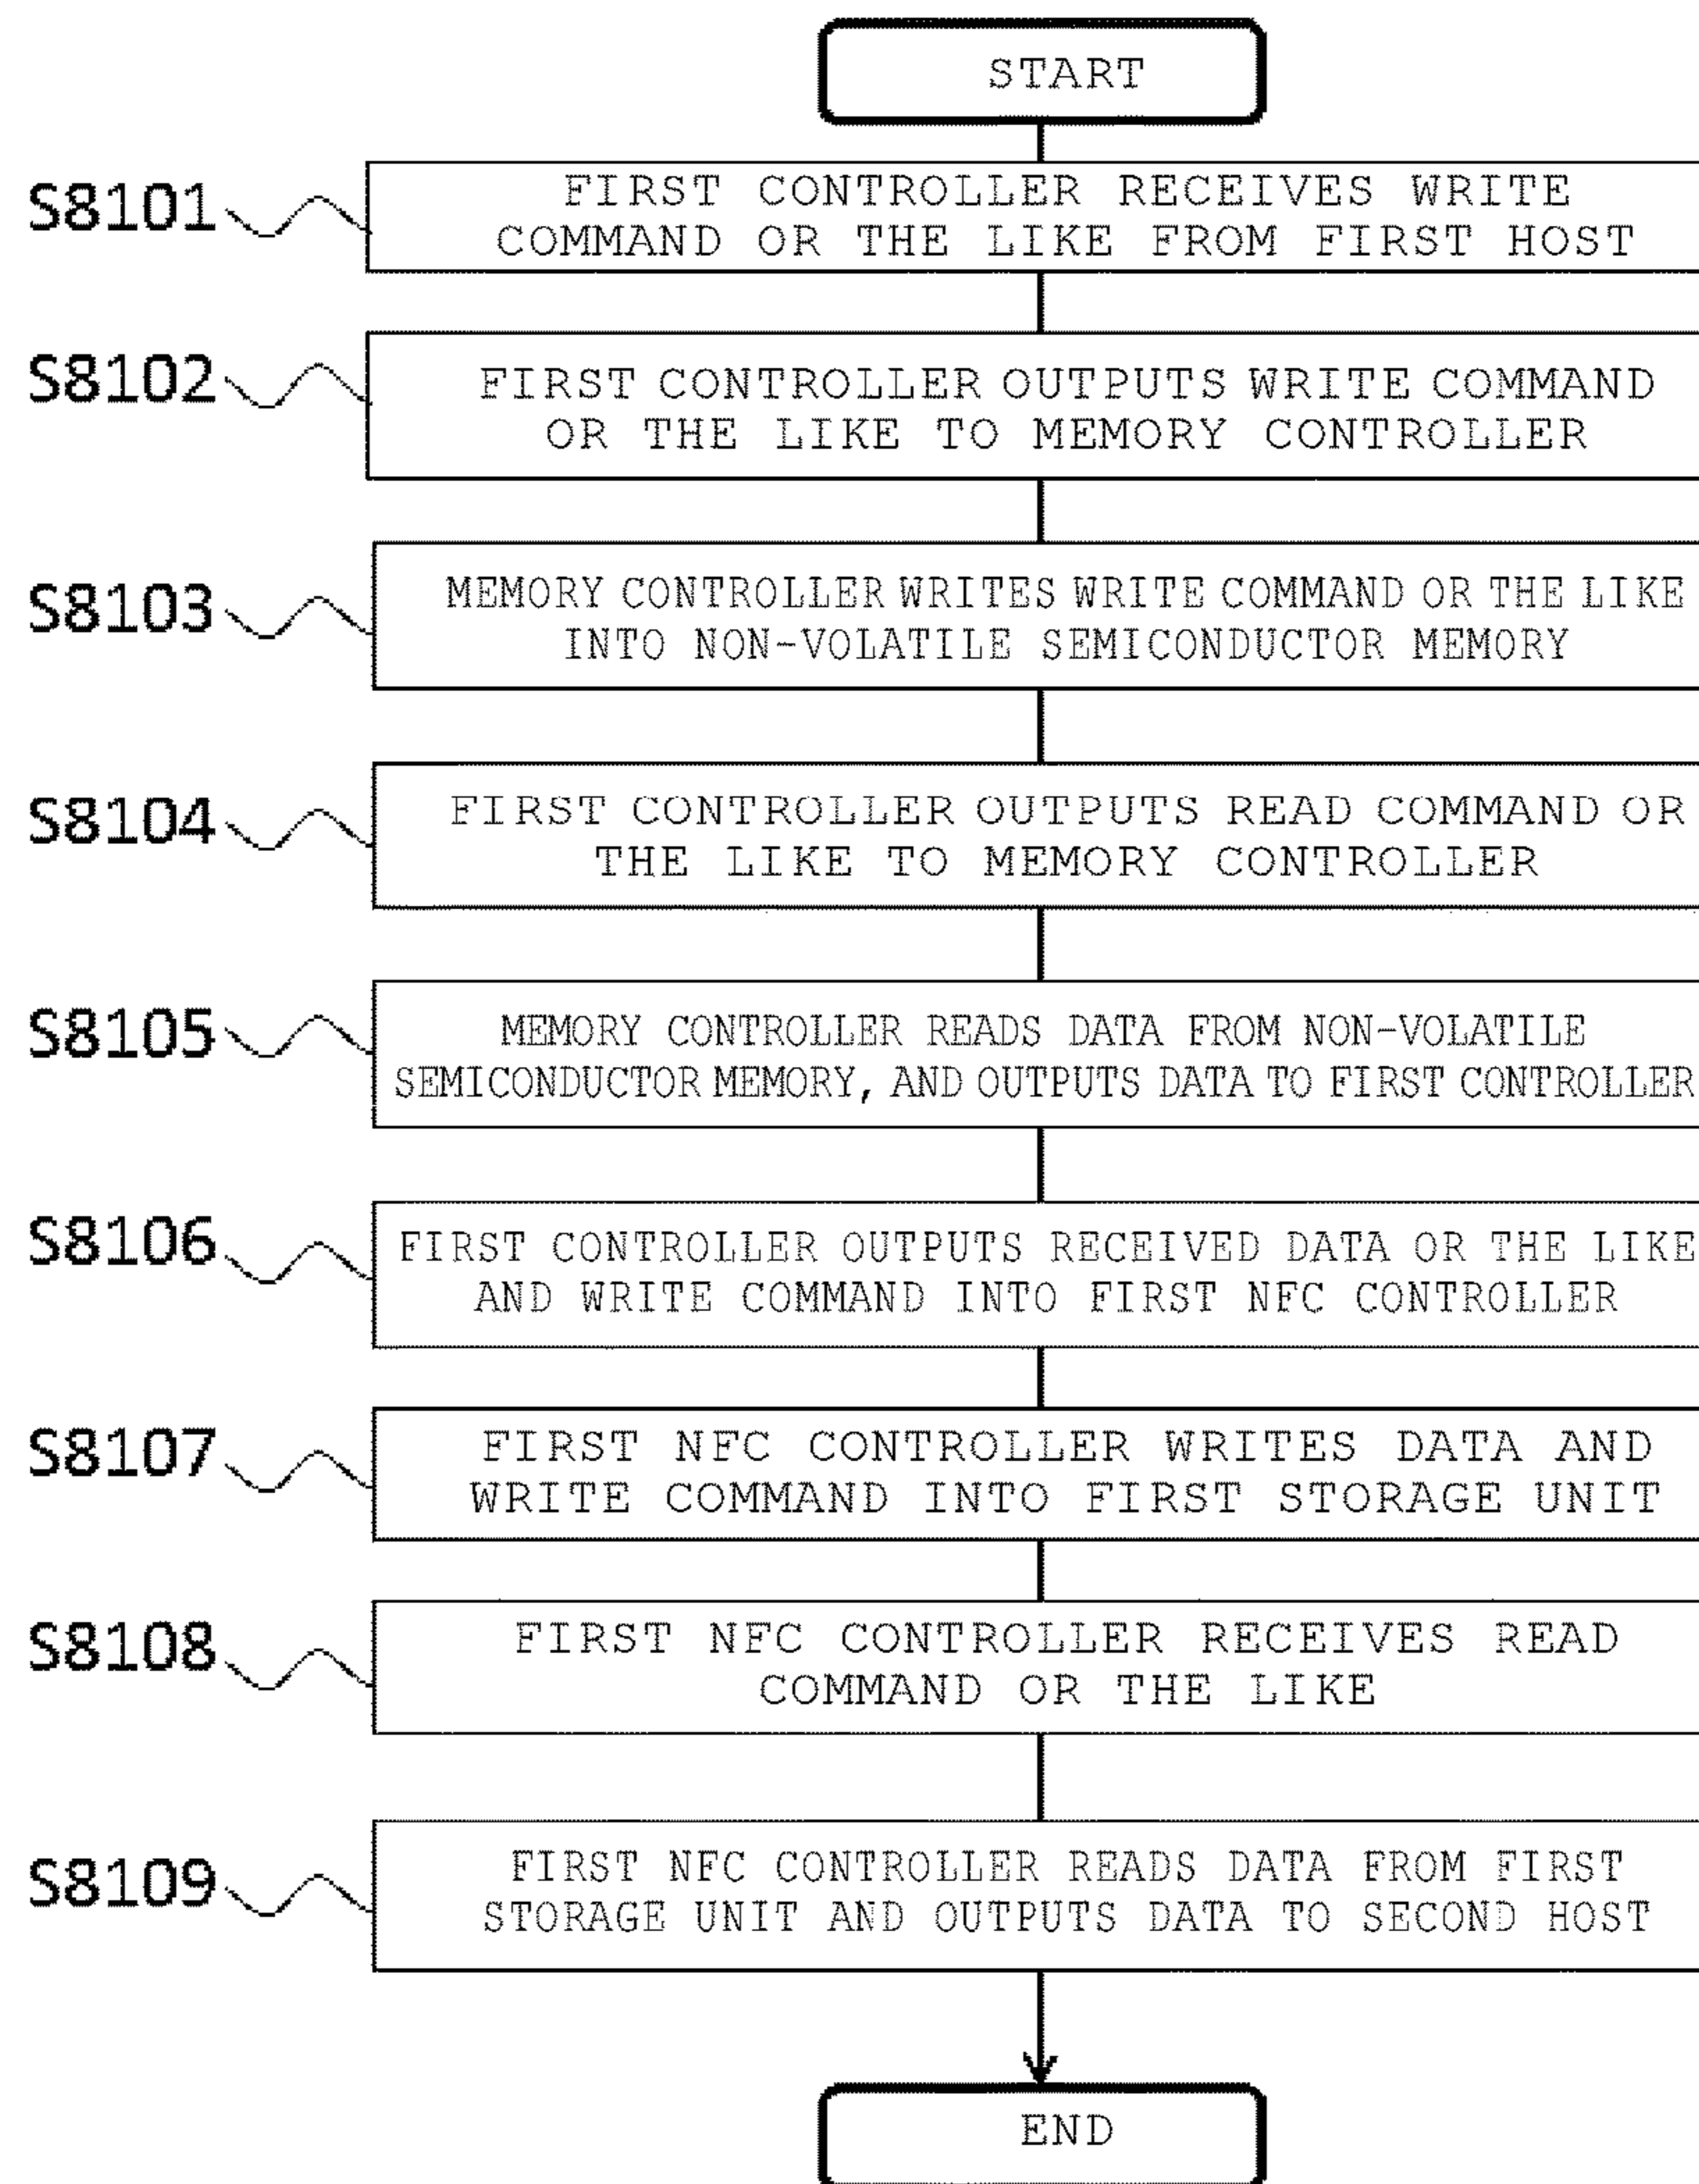 START
S8101
FIRST CONTROLLER RECEIVES WRITE
COMMAND OR THE LIKE FROM FIRST HOST
S8102
FIRST CONTROLLER OUTPUTS WRITE COMMAND
OR THE LIKE TO MEMORY CONTROLLER
S8103
MEMORY CONTROLLER WRITES WRITE COMMAND OR THE LIKE
INTO NON-VOLATILE SEMICONDUCTOR MEMORY
S8104
FIRST CONTROLLER OUTPUTS READ COMMAND OR
THE LIKE TO MEMORY CONTROLLER
S8105
MEMORY CONTROLLER READS DATA FROM NON-VOLATILE
SEMICONDUCTOR MEMORY, AND OUTPUTS DATA TO FIRST CONTROLLER
S8106
FIRST CONTROLLER OUTPUTS RECEIVED DATA OR THE LIKE
AND WRITE COMMAND INTO FIRST NFC CONTROLLER
S8107
FIRST NFC CONTROLLER WRITES DATA AND
WRITE COMMAND INTO FIRST STORAGE UNIT
S8108
FIRST NFC CONTROLLER RECEIVES READ
COMMAND OR THE LIKE
S8109
FIRST NFC CONTROLLER READS DATA FROM FIRST
STORAGE UNIT AND OUTPUTS DATA TO SECOND HOST
END